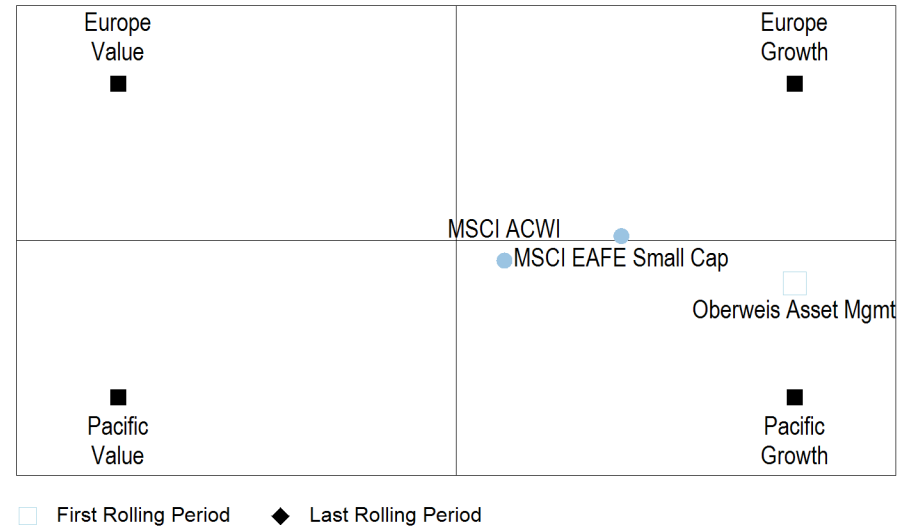 Europe
Value
Europe
Growth
MSCI ACWI
MSCI EAFE Small Cap
Oberweis Asset Mgmt
Pacific
Value
Pacific
Growth
First Rolling Period
Last Rolling Period